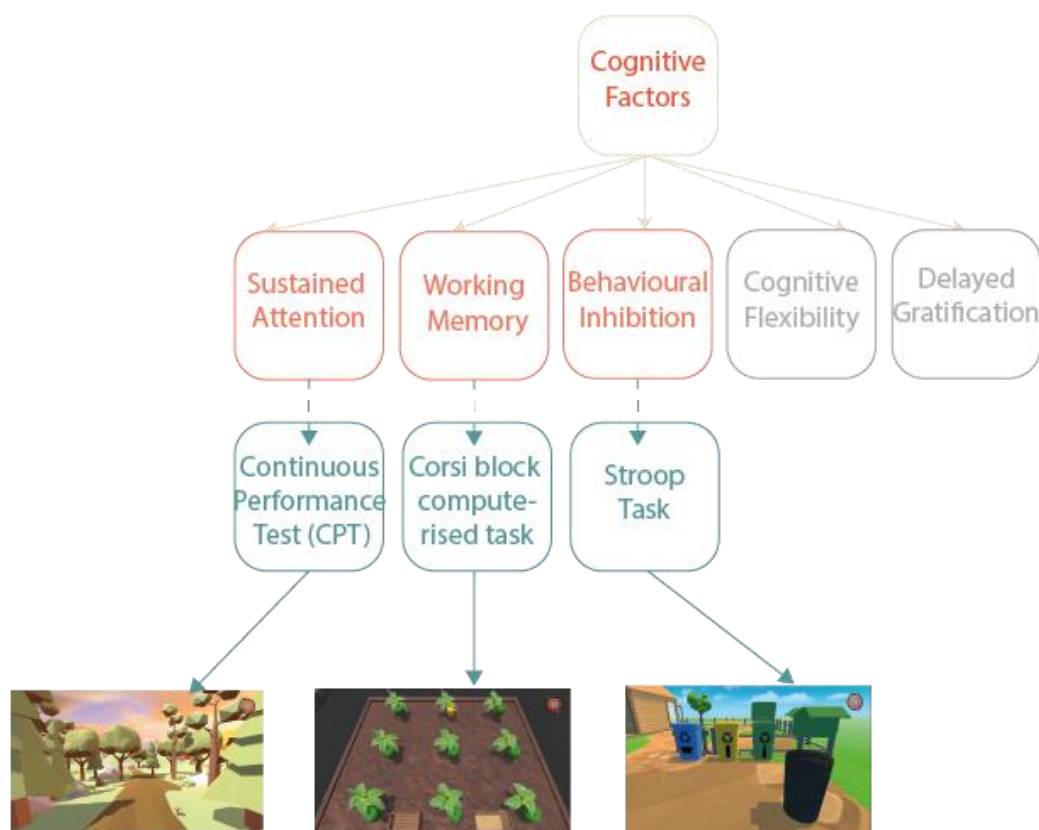 Cognitive
Factors
Sustained
Attention
Working
Memory
Behavioural
Inhibition
Cognitive
Flexibility
Delayed
Gratification
Continuous
Performance
Test (CPT)
Corsi block
compute-
rised task
Stroop
Task